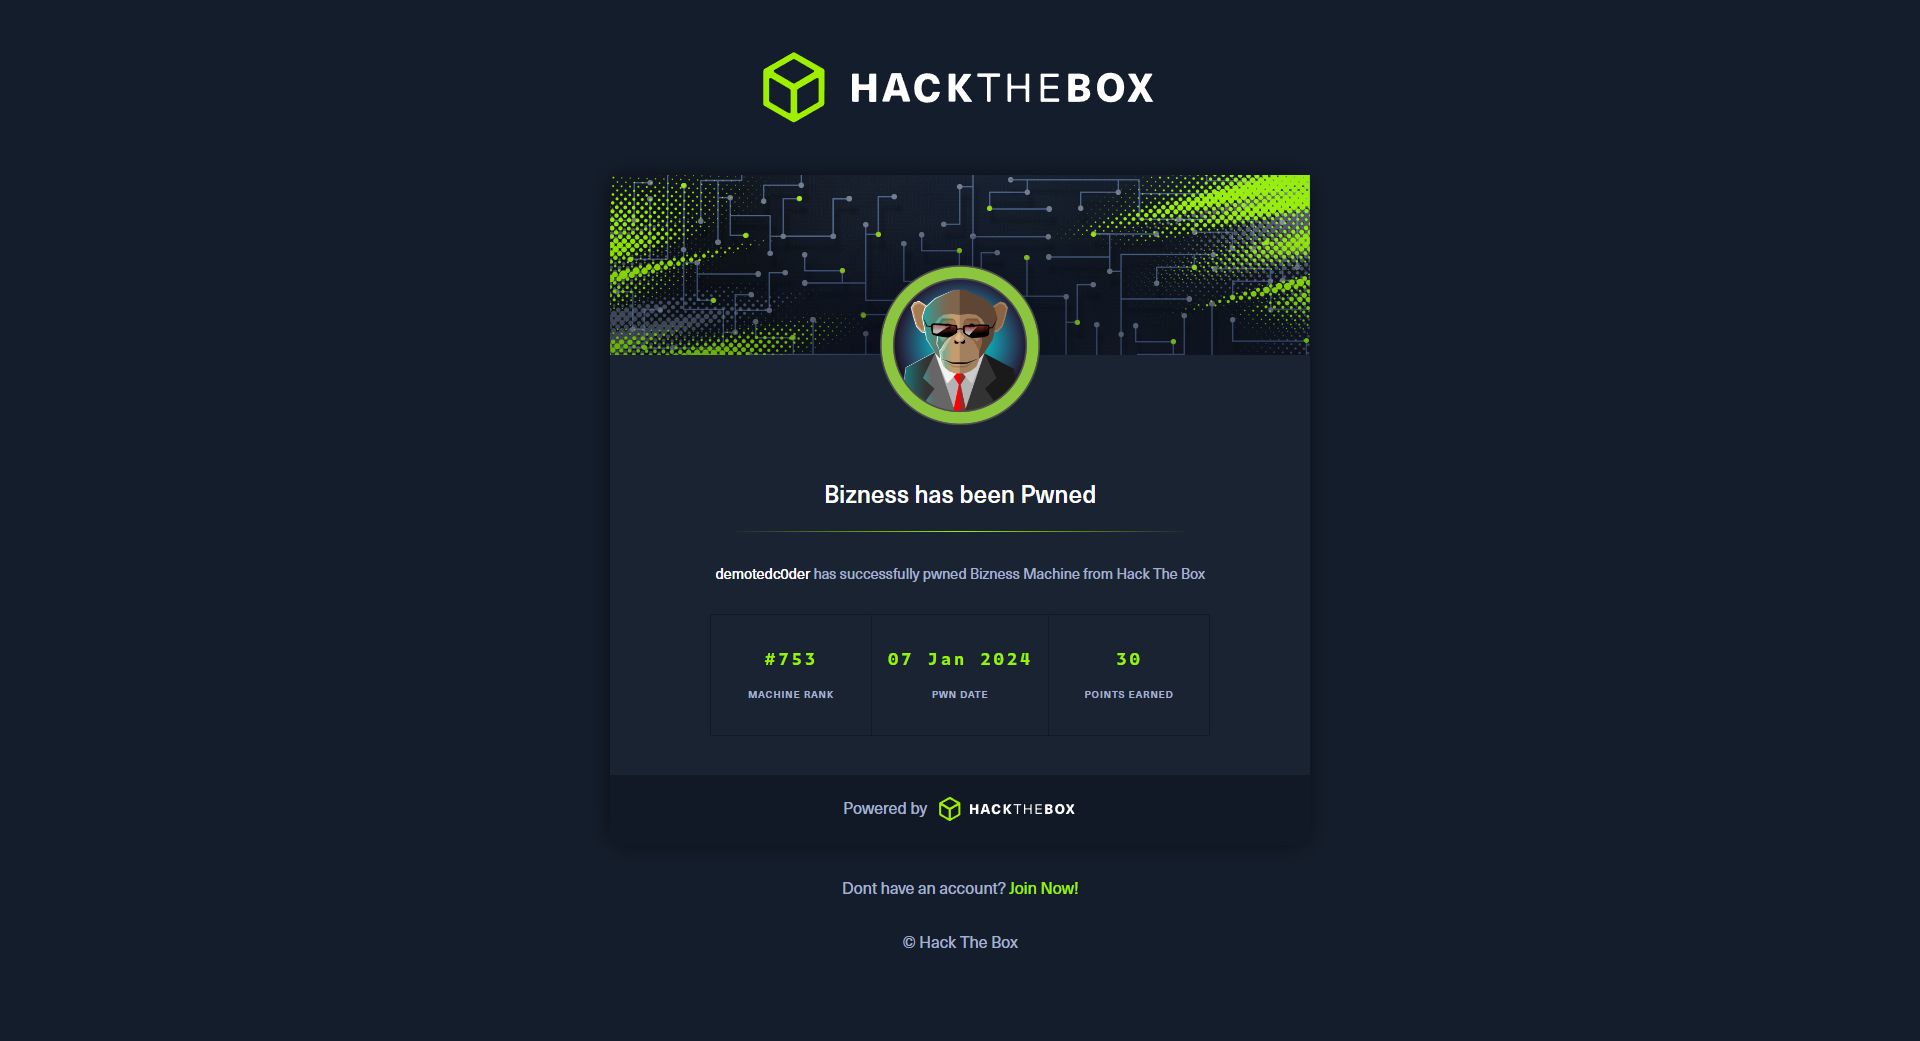 HACKTHEBOX
Bizness has been Pwned
demotedc0der has successfully pwned Bizness Machine from Hack The Box
#753 07 Jan 2024 30
MACHINE RANK PWN DATE POINTS EARNED
Powered by HACKTHEBOX
Dont have an account? Join Now!
© Hack The Box